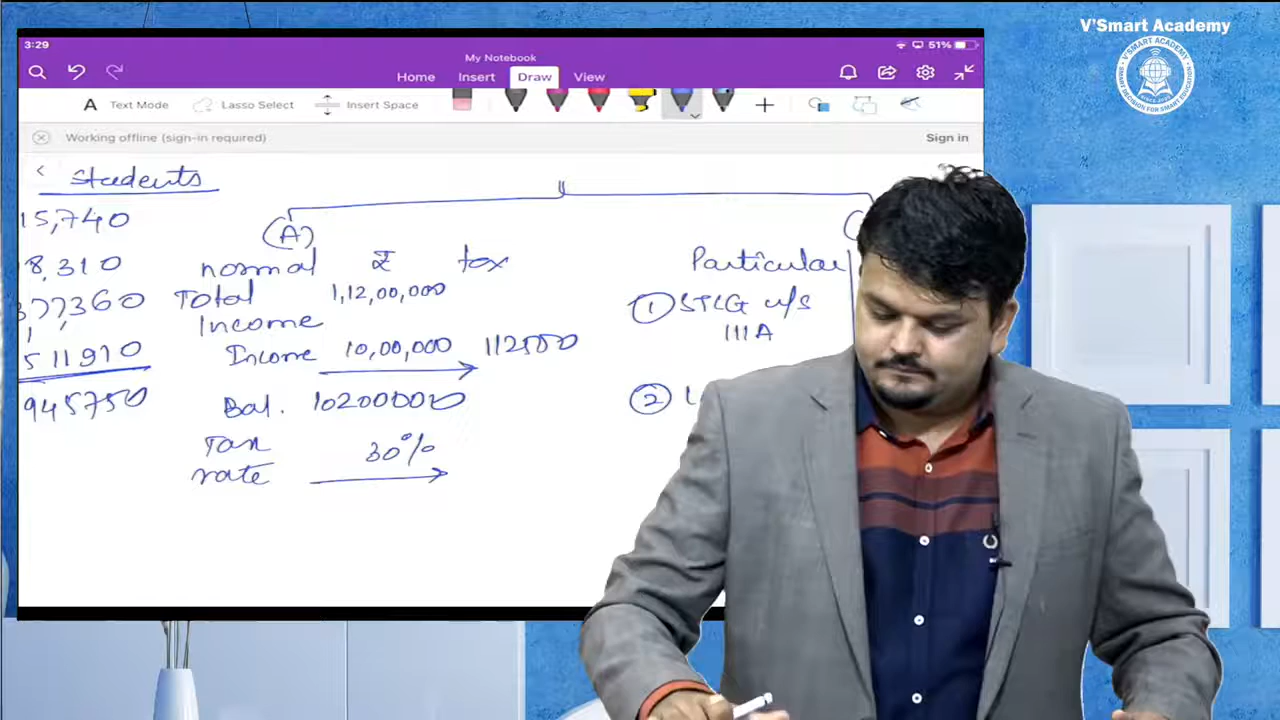 V'Smart Academy
3:29
51%
My Notebook
Home Insert Draw View
A Text Mode Lasso Select Insert Space
Working offline (sign-in required) Sign in
Students
15,740
8,310
377360
511910
945750
(A)
normal ₹ tax
Total 1,12,00,000
Income
Income 10,00,000 112500
Bal. 10200000
Tax 30%
rate
Particular
① STCG u/s
111A
② L